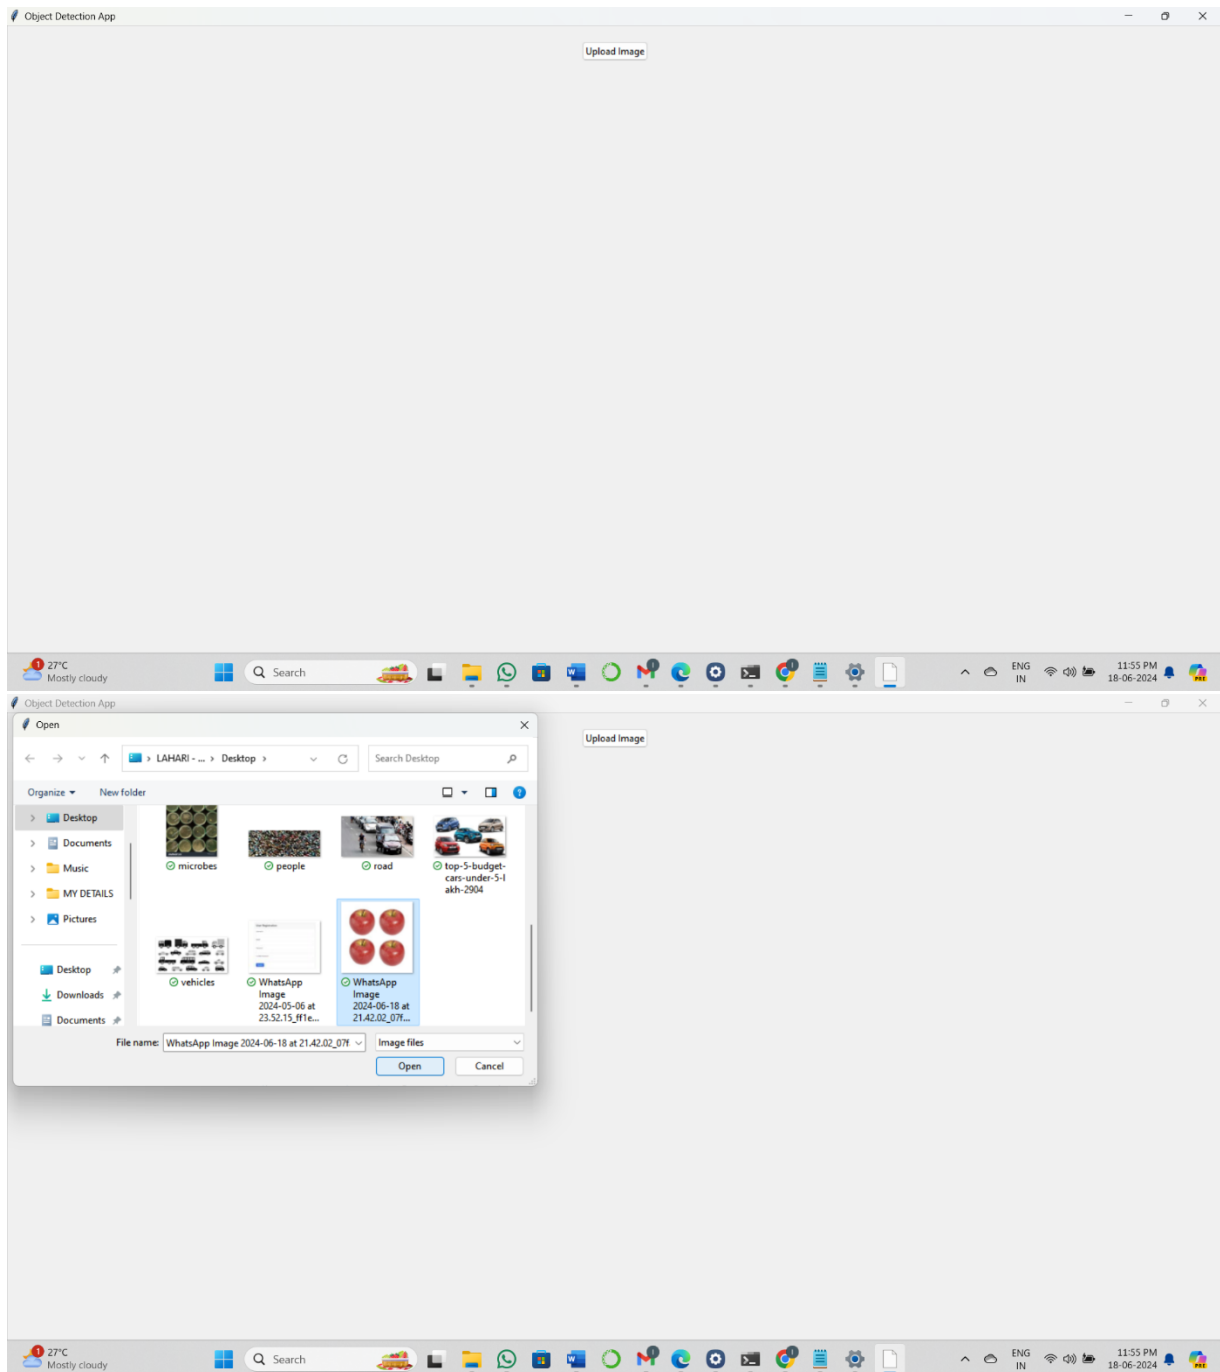 Object Detection App
Upload Image
1
27°C
Mostly cloudy
Search
ENG
IN
11:55 PM
18-06-2024
PRE
Object Detection App
Open
Upload Image
LAHARI - ... > Desktop >
Search Desktop
Organize
New folder
Desktop
Documents
Music
MY DETAILS
Pictures
Desktop
Downloads
Documents
microbes
people
road
top-5-budget-
cars-under-5-l
akh-2904
vehicles
WhatsApp
Image
2024-05-06 at
23.52.15_ff1e...
WhatsApp
Image
2024-06-18 at
21.42.02_07f...
File name:
WhatsApp Image 2024-06-18 at 21.42.02_07f
Image files
Open
Cancel
1
27°C
Mostly cloudy
Search
ENG
IN
11:55 PM
18-06-2024
PRE